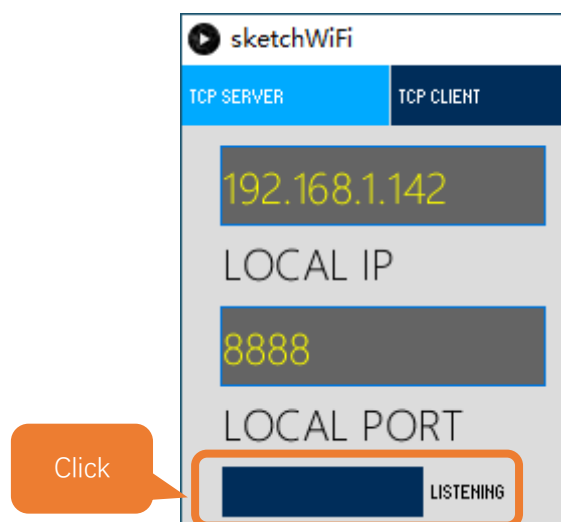 sketchWiFi
TCP SERVER TCP CLIENT
192.168.1.142
LOCAL IP
8888
LOCAL PORT
Click
LISTENING